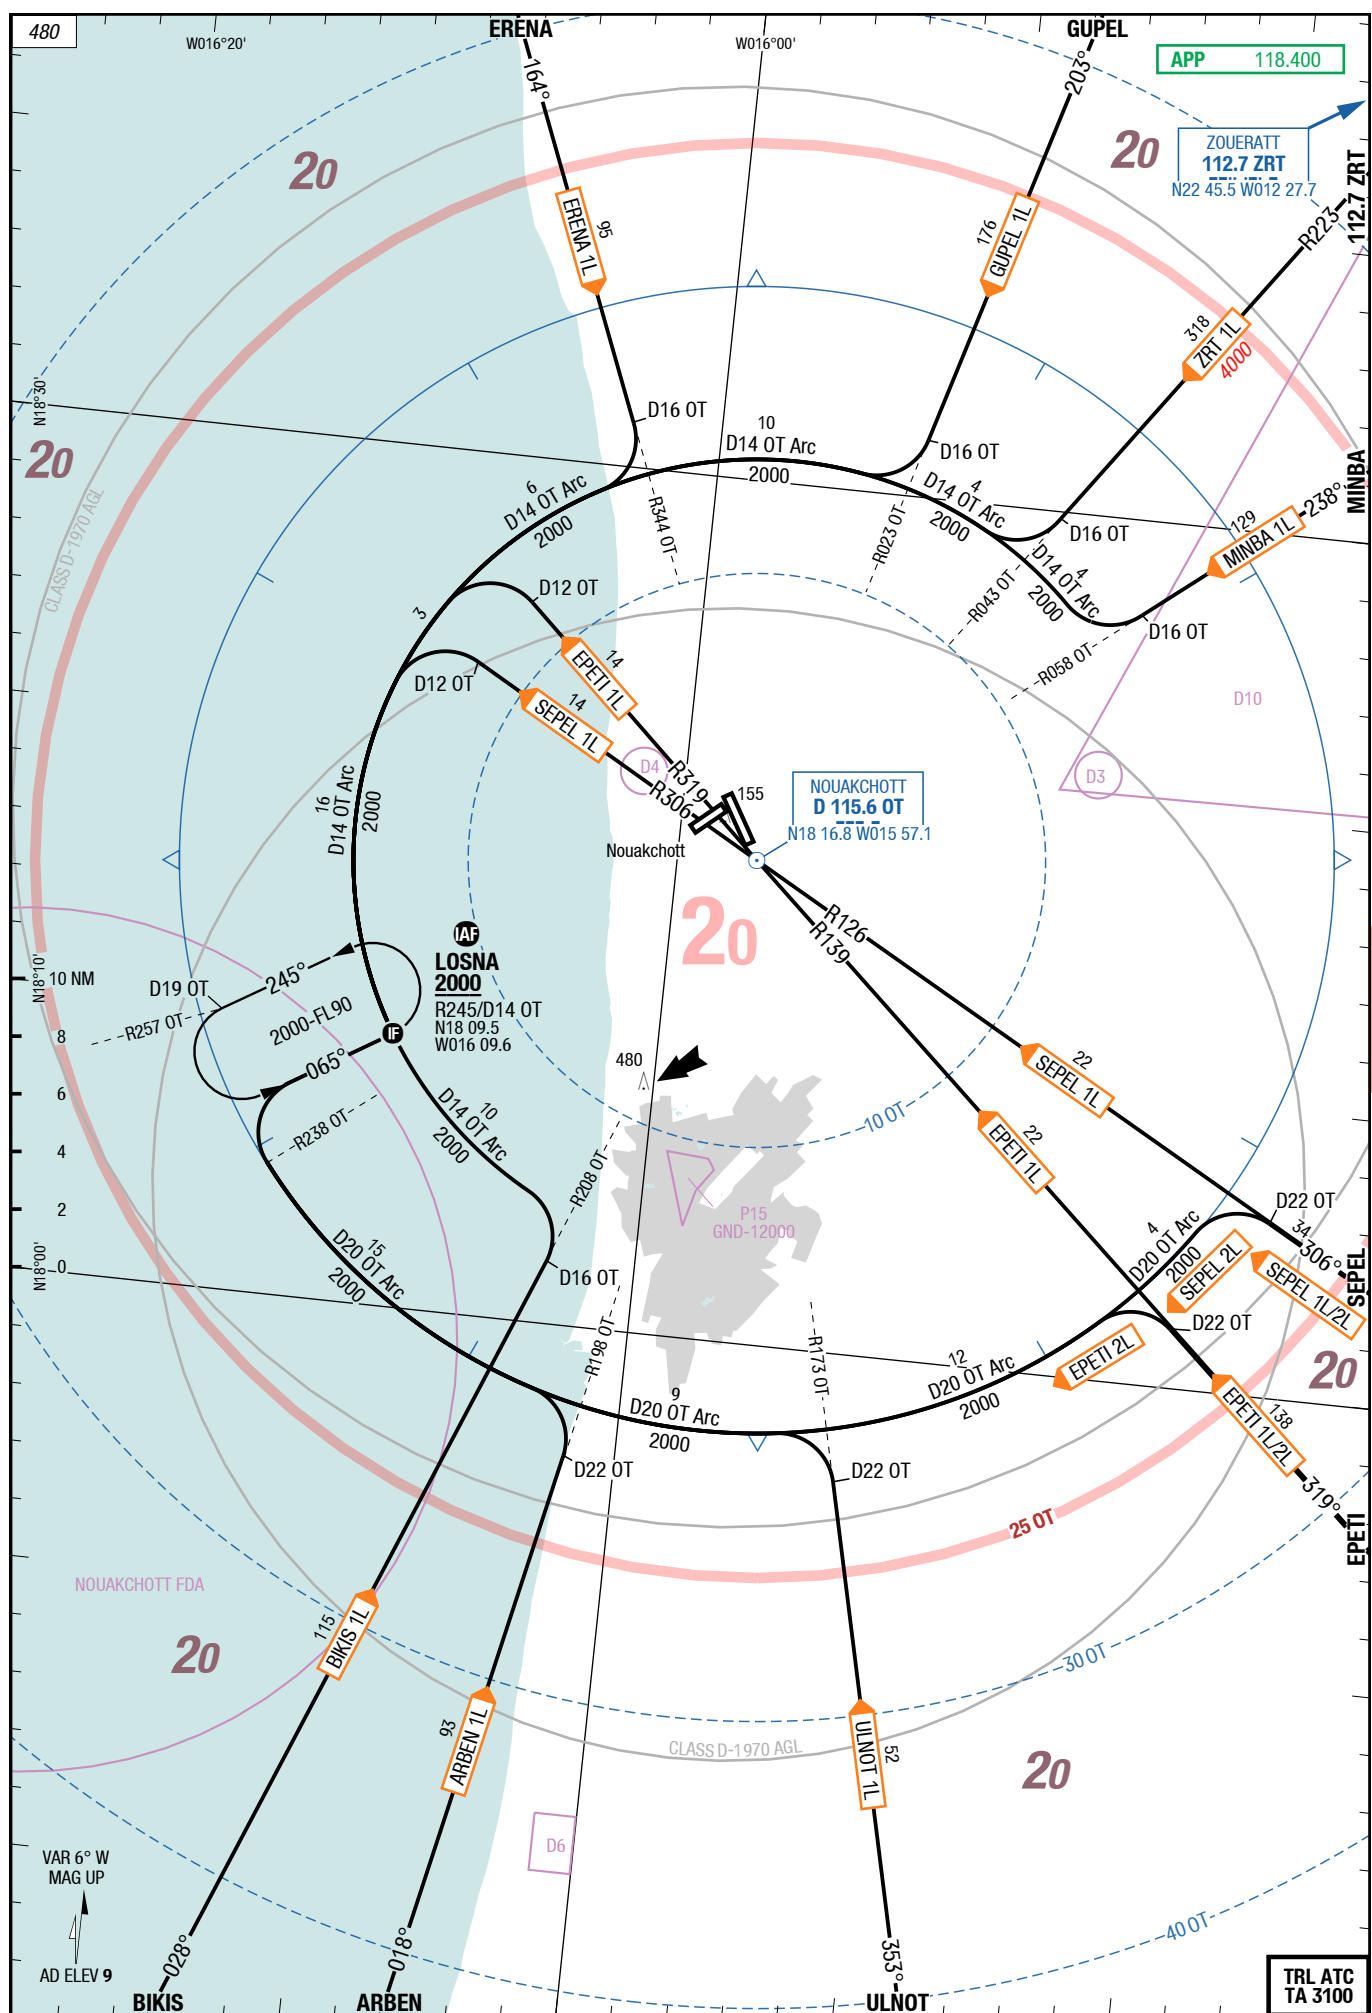 480
W016°20'
ERENA
W016°00'
GUPEL
APP 118.400
164°
203°
20
20
ZOUERATT
112.7 ZRT
N22 45.5 W012 27.7
112.7 ZRT
R223
ERENA 1L
95
176
GUPEL 1L
318
ZRT 1L
4000
N18°30'
20
D16 OT
10
D14 OT Arc
2000
D16 OT
MINBA
238°
129
MINBA 1L
CLASS D-1970 AGL
6
D14 OT Arc
2000
R344 OT
R023 OT
4
D14 OT Arc
2000
D16 OT
R043 OT
4
D14 OT Arc
2000
D16 OT
R058 OT
3
D12 OT
D12 OT
14
EPETI 1L
14
SEPEL 1L
D10
D4
D3
R319
R306
155
NOUAKCHOTT
D 115.6 OT
N18 16.8 W015 57.1
Nouakchott
16
D14 OT Arc
2000
20
R126
R139
IAF
LOSNA
2000
R245/D14 OT
N18 09.5
W016 09.6
N18°10'
10 NM
8
6
4
2
0
D19 OT
245°
R257 OT
2000-FL90
IF
065°
R238 OT
480
10
D14 OT Arc
2000
10 OT
22
SEPEL 1L
22
EPETI 1L
R208 OT
P15
GND-12000
D22 OT
34
306°
SEPEL
SEPEL 1L/2L
4
D20 OT Arc
2000
SEPEL 2L
N18°00'
15
D20 OT Arc
2000
D16 OT
D22 OT
R198 OT
R173 OT
12
D20 OT Arc
2000
EPETI 2L
20
9
D20 OT Arc
2000
138
EPETI 1L/2L
D22 OT
D22 OT
319°
EPETI
25 OT
NOUAKCHOTT FDA
20
115
BIKIS 1L
30 OT
93
ARBEN 1L
CLASS D-1970 AGL
ULNOT 1L
52
20
D6
VAR 6° W
MAG UP
AD ELEV 9
028°
018°
353°
40 OT
TRL ATC
TA 3100
BIKIS
ARBEN
ULNOT